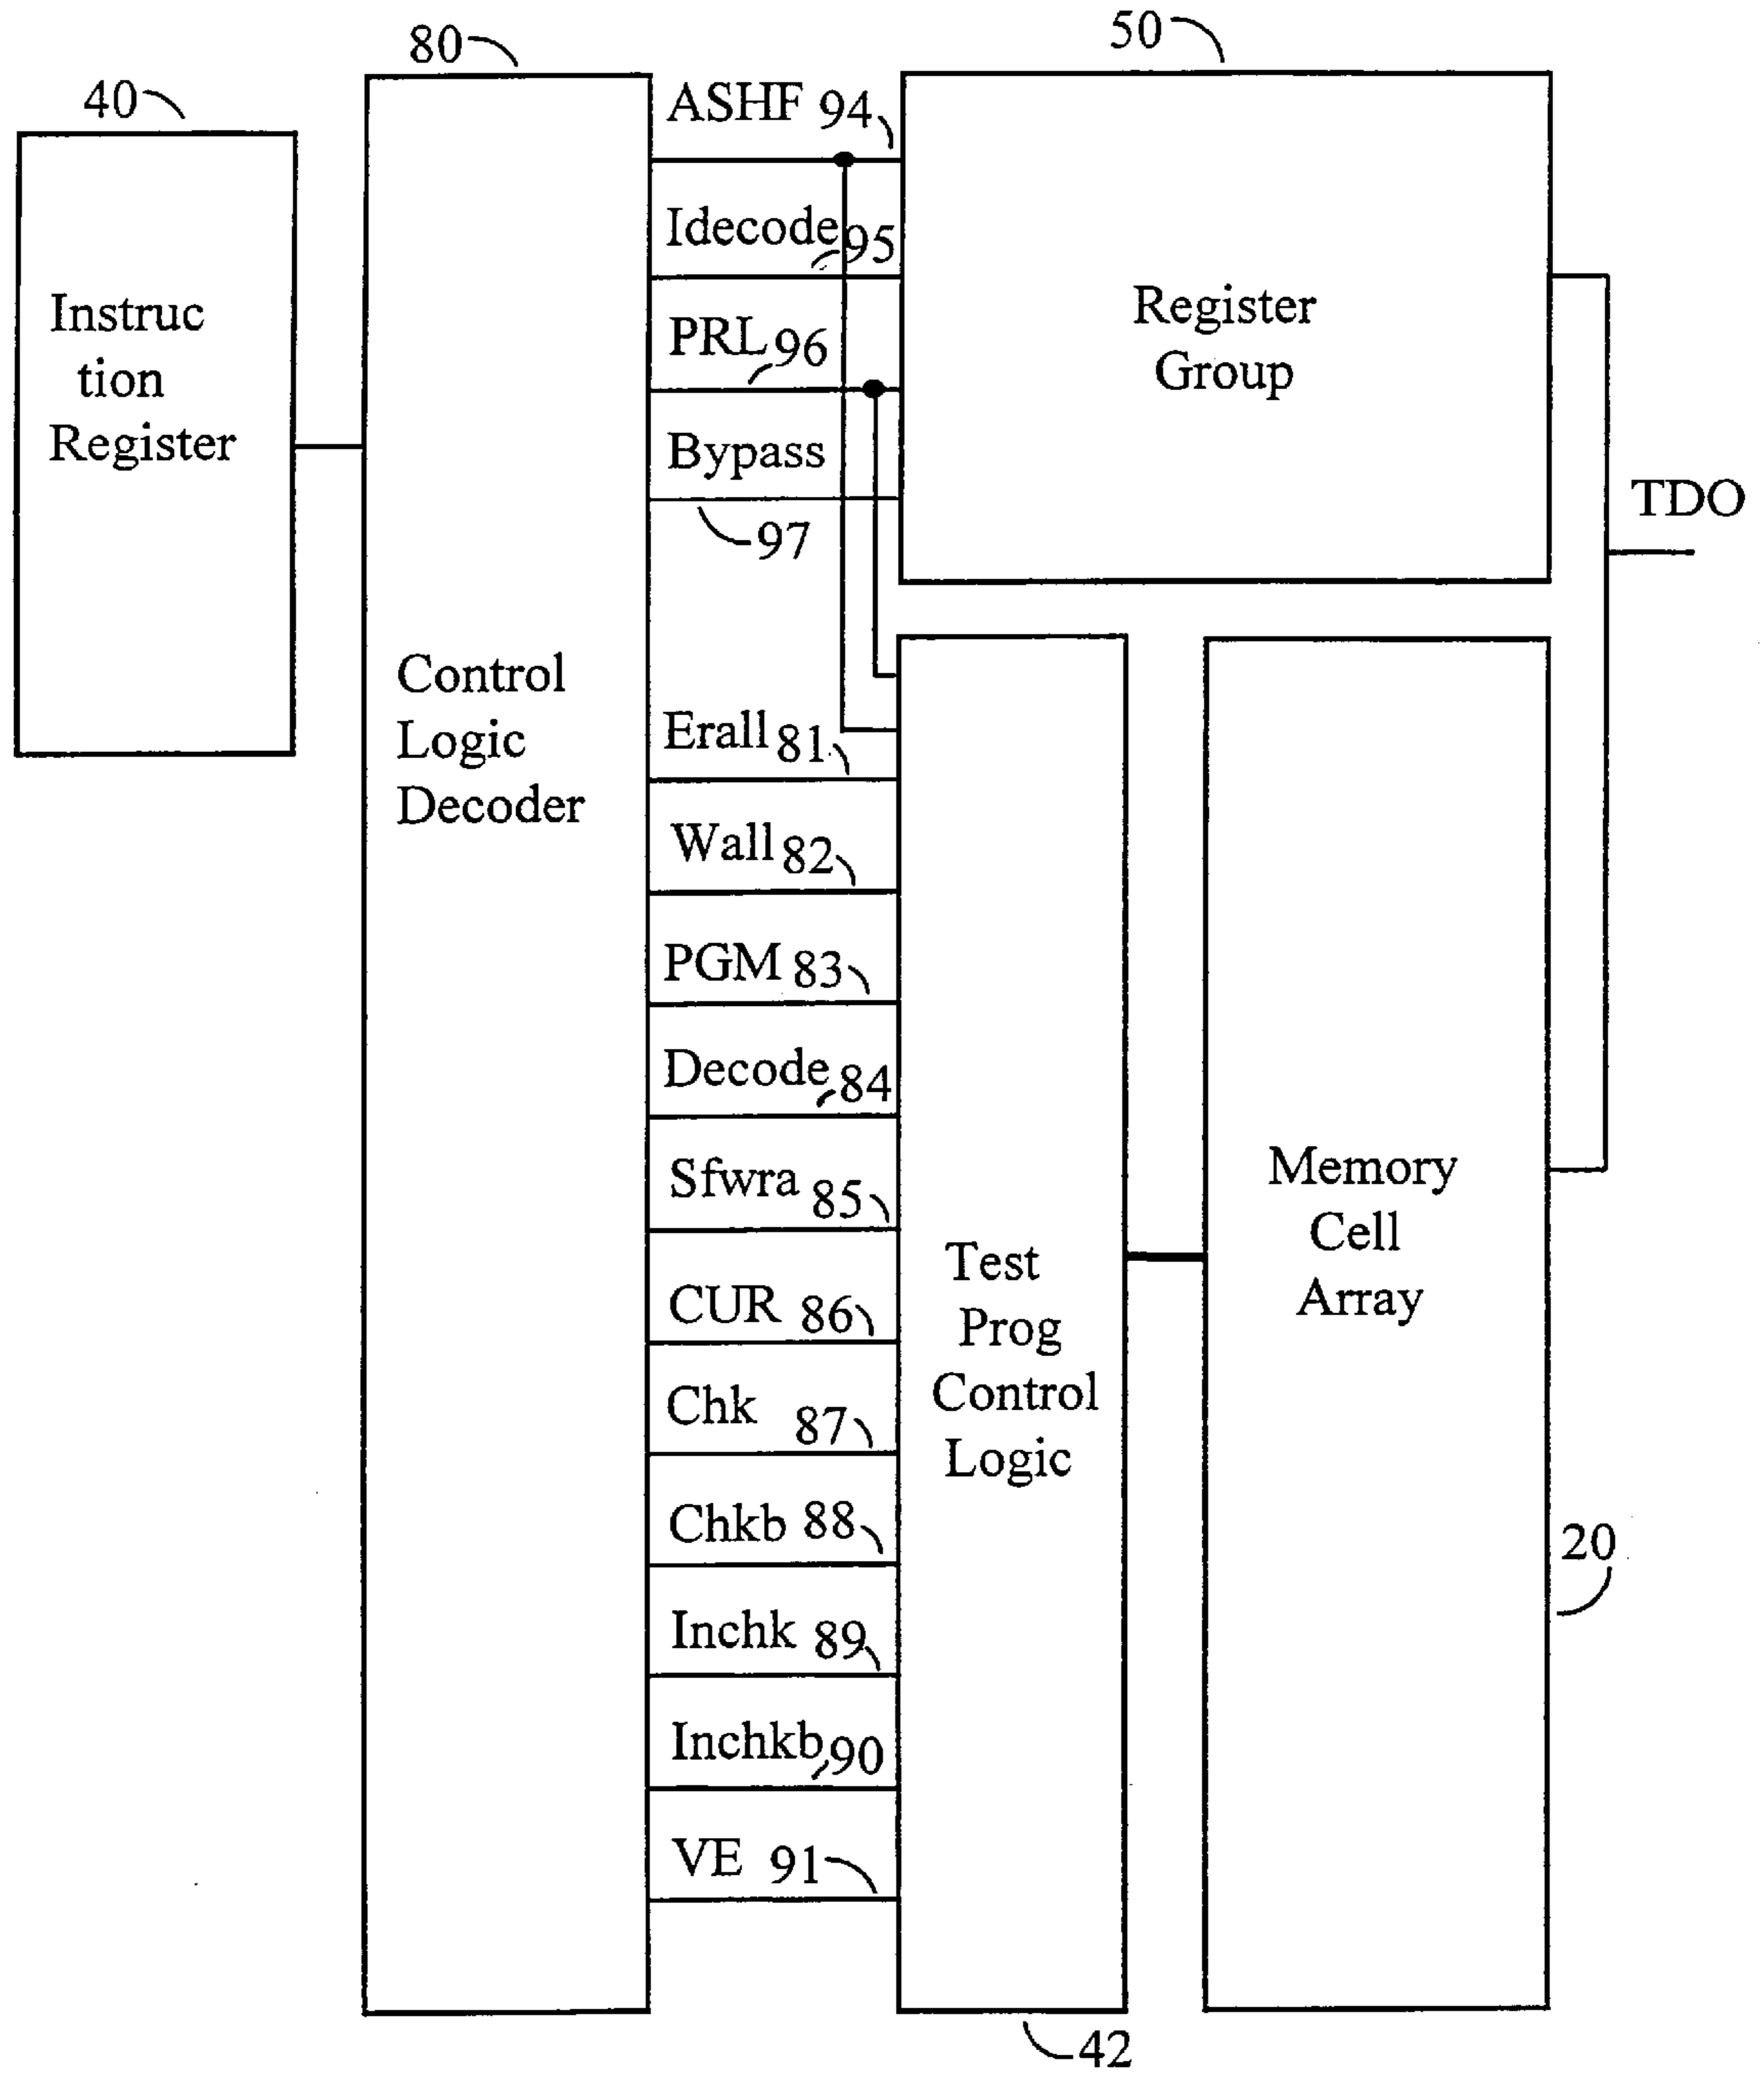 40
80
50
Instruc
tion
Register
Control
Logic
Decoder
ASHF 94
Idecode 95
PRL 96
Bypass
97
Register
Group
TDO
Erall 81
Wall 82
PGM 83
Decode 84
Sfwra 85
CUR 86
Chk 87
Chkb 88
Inchk 89
Inchkb 90
VE 91
Test
Prog
Control
Logic
Memory
Cell
Array
20
42